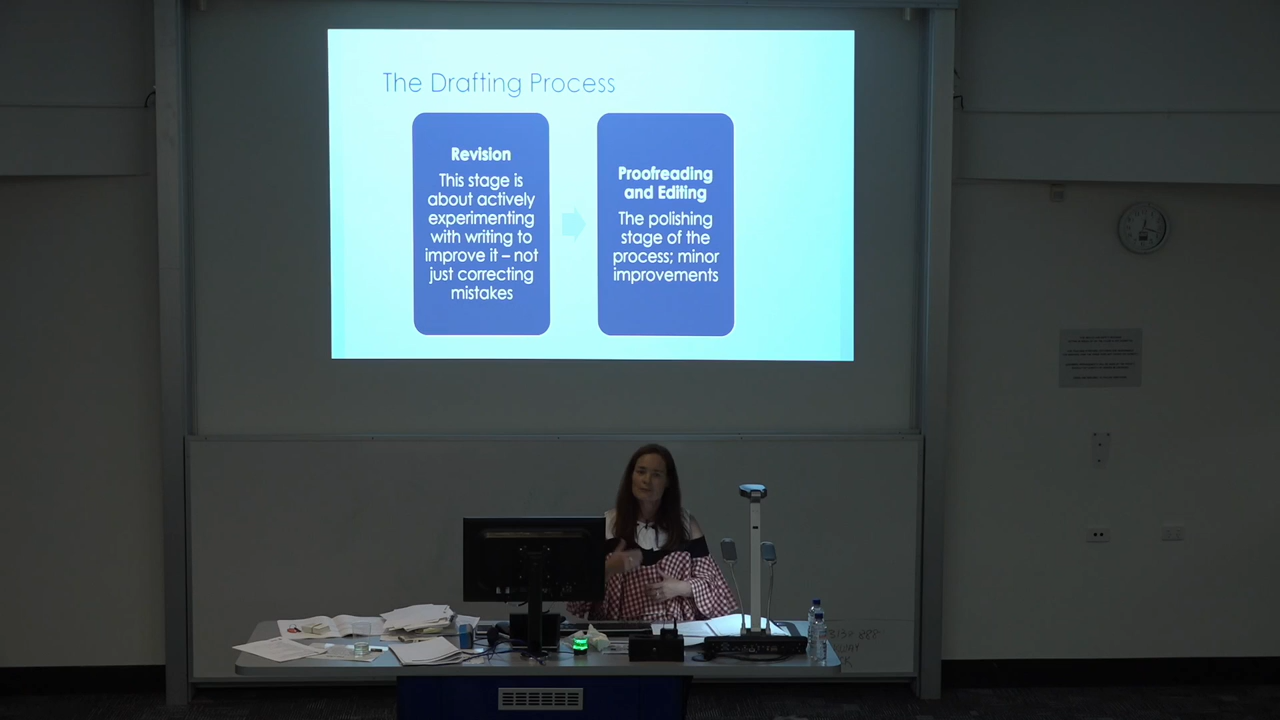 The Drafting Process
Revision
This stage is
about actively
experimenting
with writing to
improve it – not
just correcting
mistakes
Proofreading
and Editing
The polishing
stage of the
process; minor
improvements